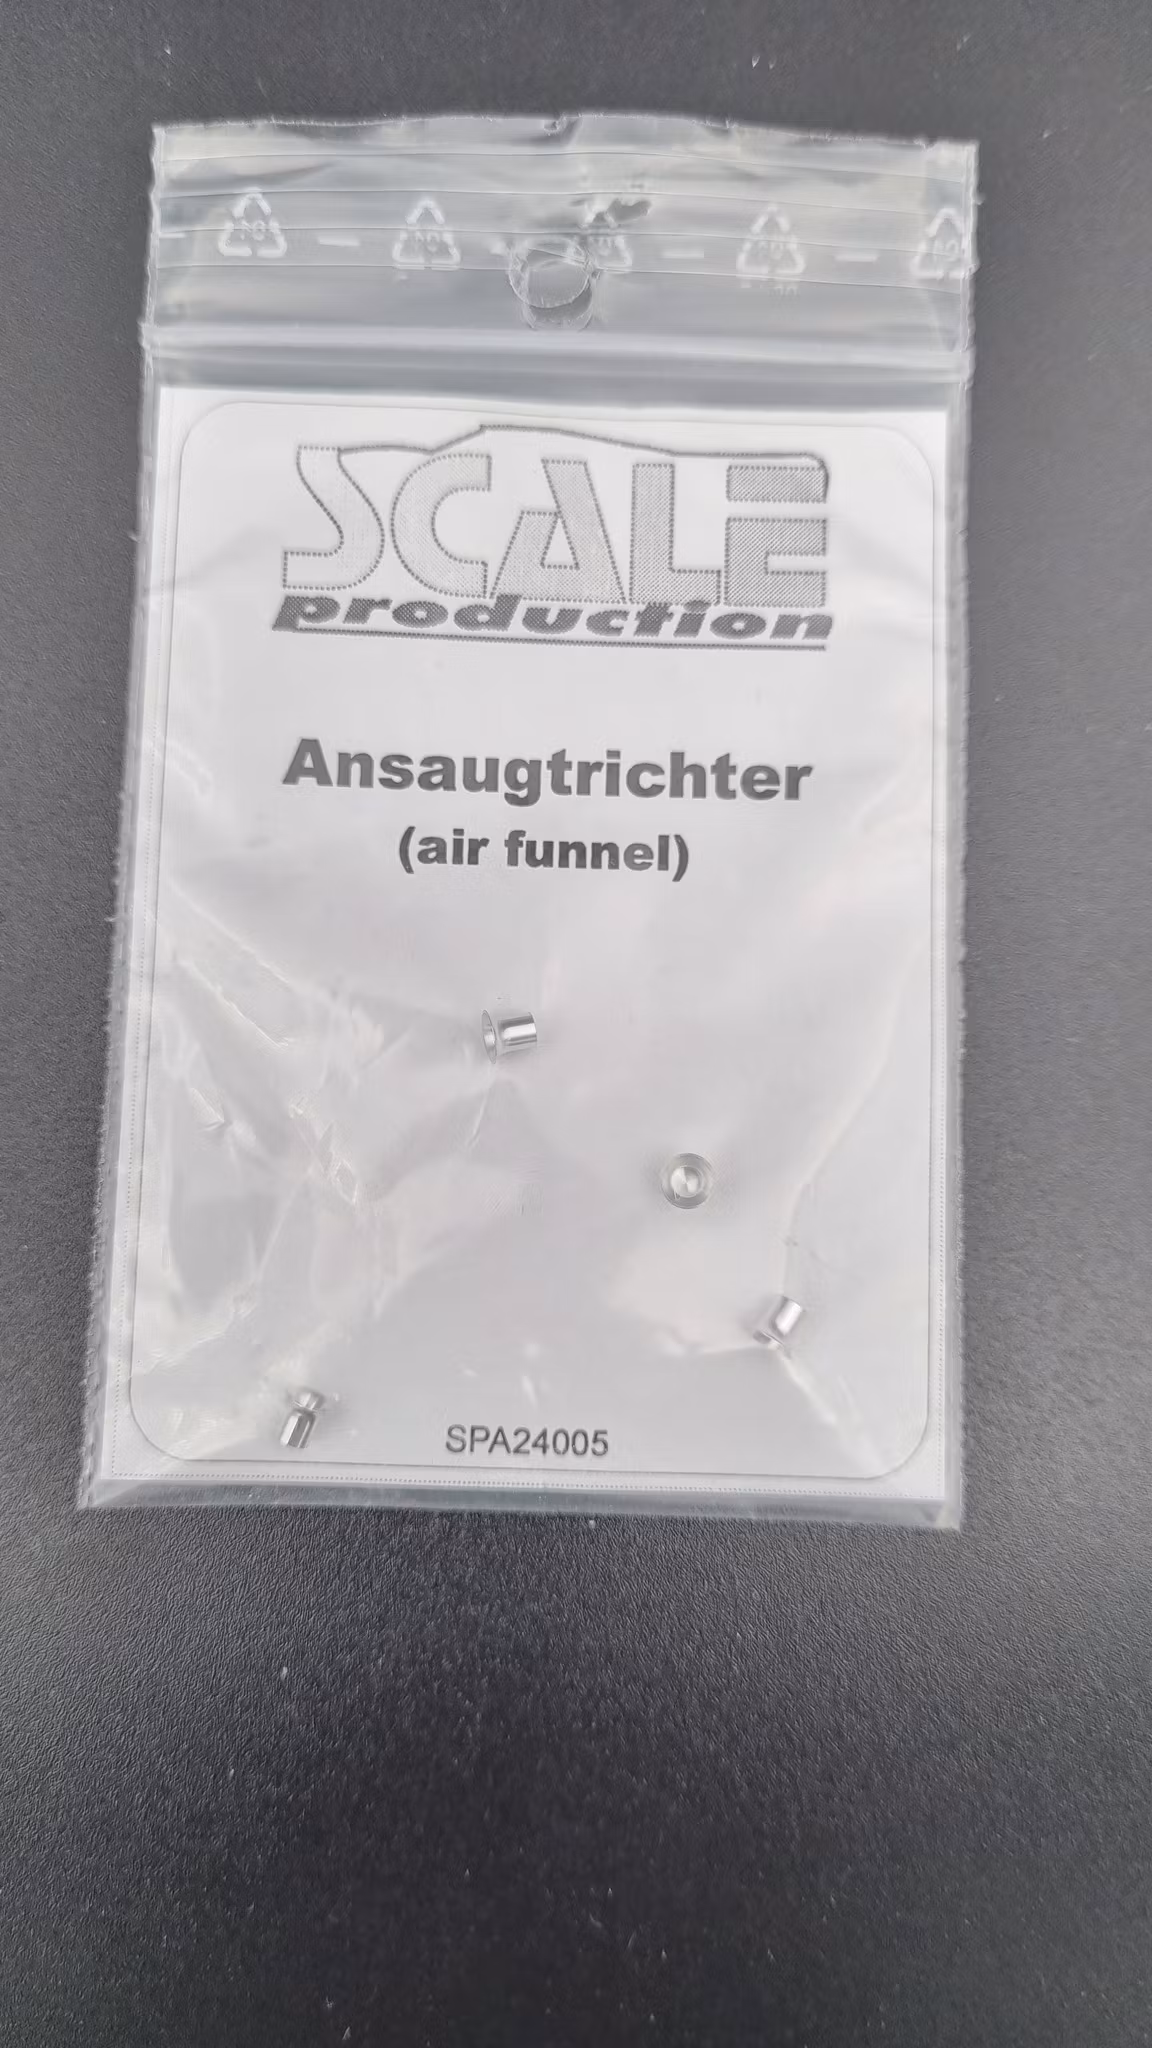 SCALE
production
Ansaugtrichter
(air funnel)
SPA24005